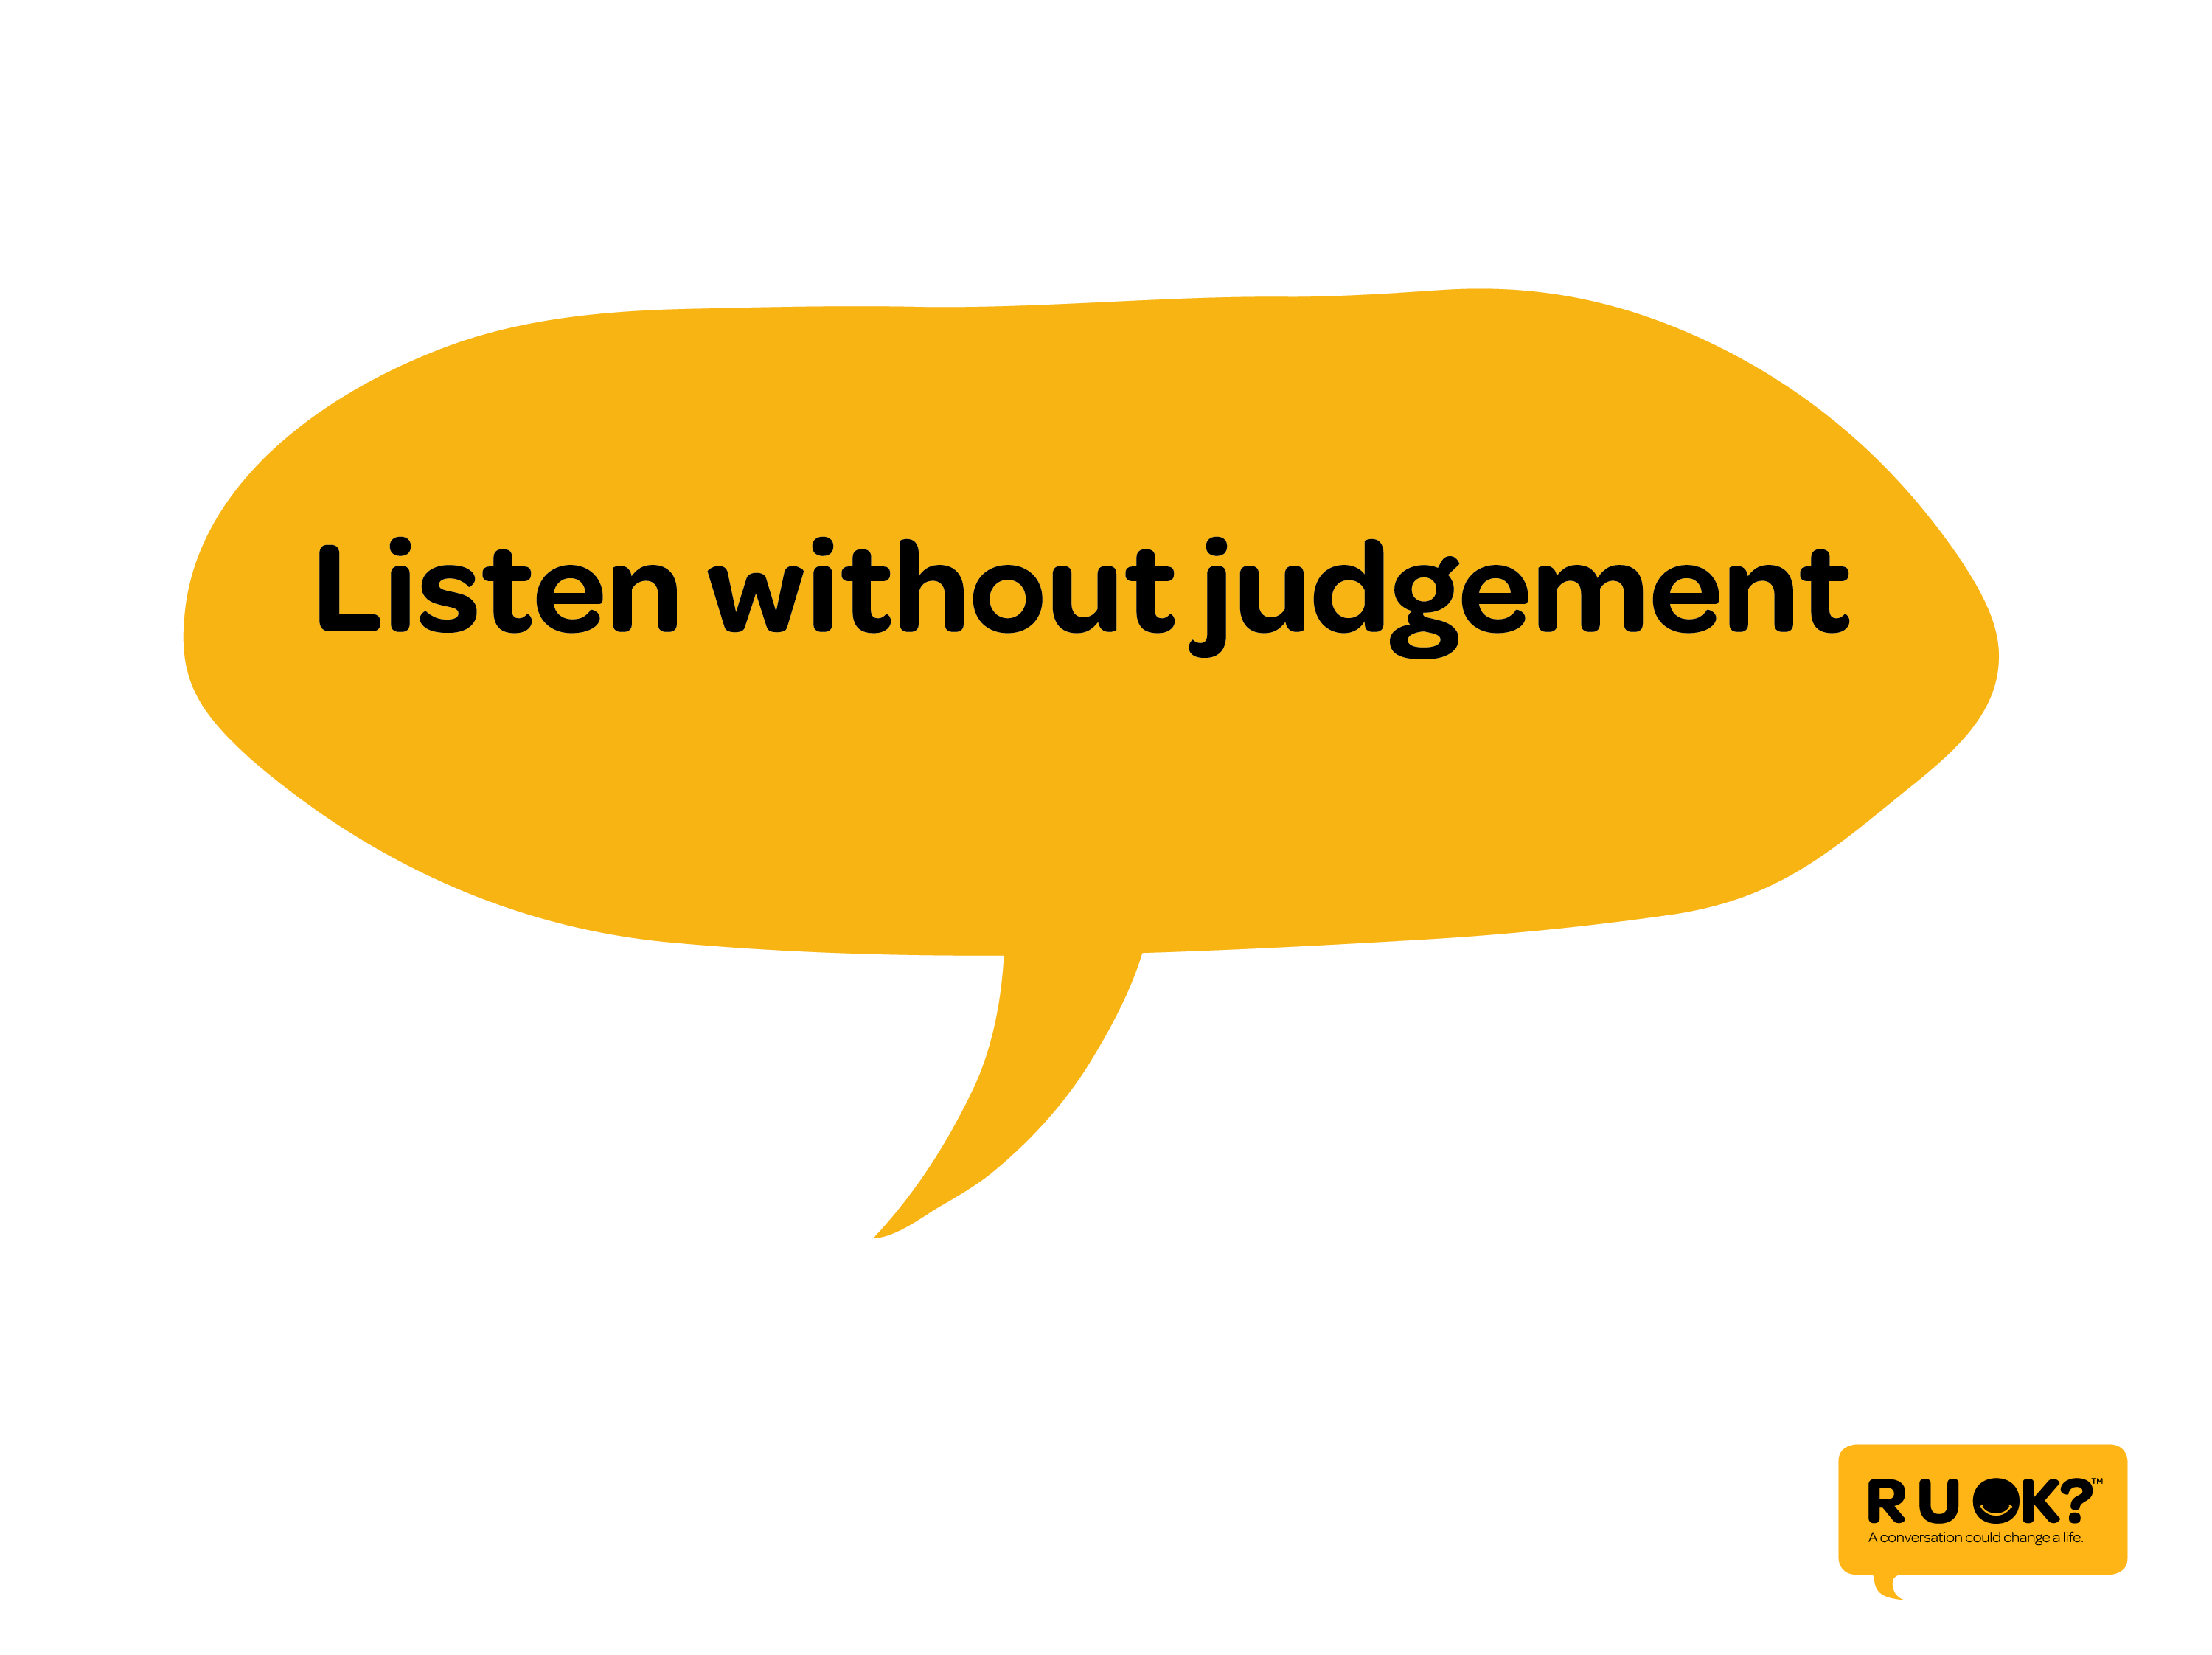 Listen without judgement
R U OK?™
A conversation could change a life.